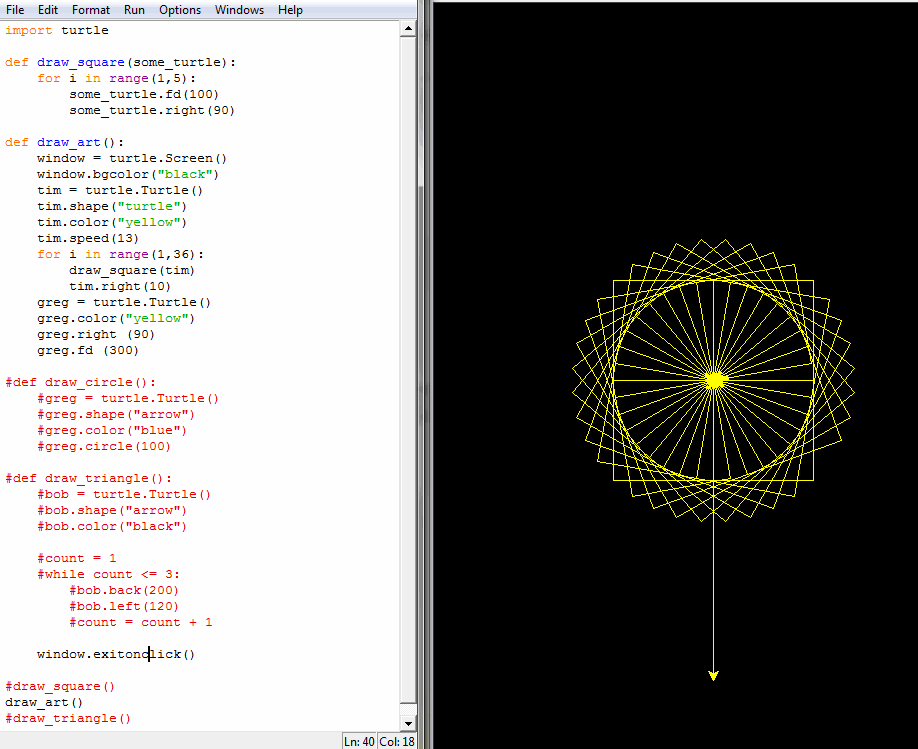 File Edit Format Run Options Windows Help
import turtle
def draw_square(some_turtle):
    for i in range(1,5):
        some_turtle.fd(100)
        some_turtle.right(90)
def draw_art():
    window = turtle.Screen()
    window.bgcolor("black")
    tim = turtle.Turtle()
    tim.shape("turtle")
    tim.color("yellow")
    tim.speed(13)
    for i in range(1,36):
        draw_square(tim)
        tim.right(10)
    greg = turtle.Turtle()
    greg.color("yellow")
    greg.right (90)
    greg.fd (300)
#def draw_circle():
    #greg = turtle.Turtle()
    #greg.shape("arrow")
    #greg.color("blue")
    #greg.circle(100)
#def draw_triangle():
    #bob = turtle.Turtle()
    #bob.shape("arrow")
    #bob.color("black")
    #count = 1
    #while count <= 3:
        #bob.back(200)
        #bob.left(120)
        #count = count + 1
    window.exitonclick()
#draw_square()
draw_art()
#draw_triangle()
Ln: 40 Col: 18